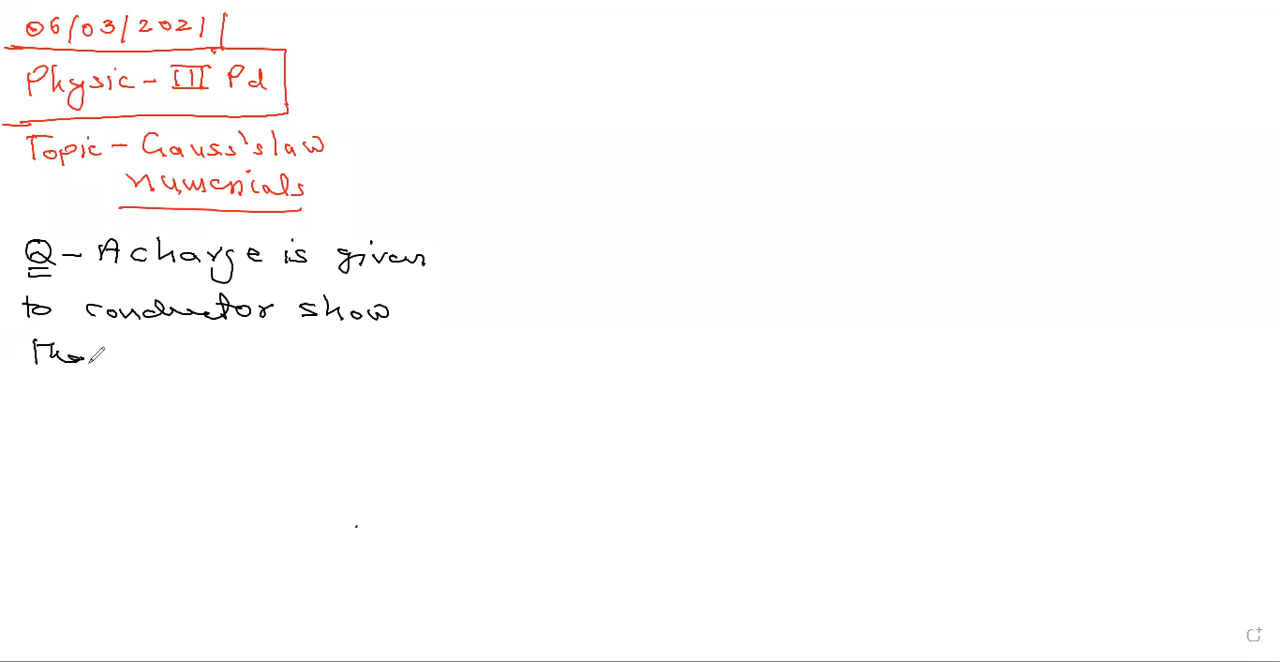 06/03/2021
Physic - III Pd
Topic - Gauss's law
numericals
Q - A charge is given
to conductor show